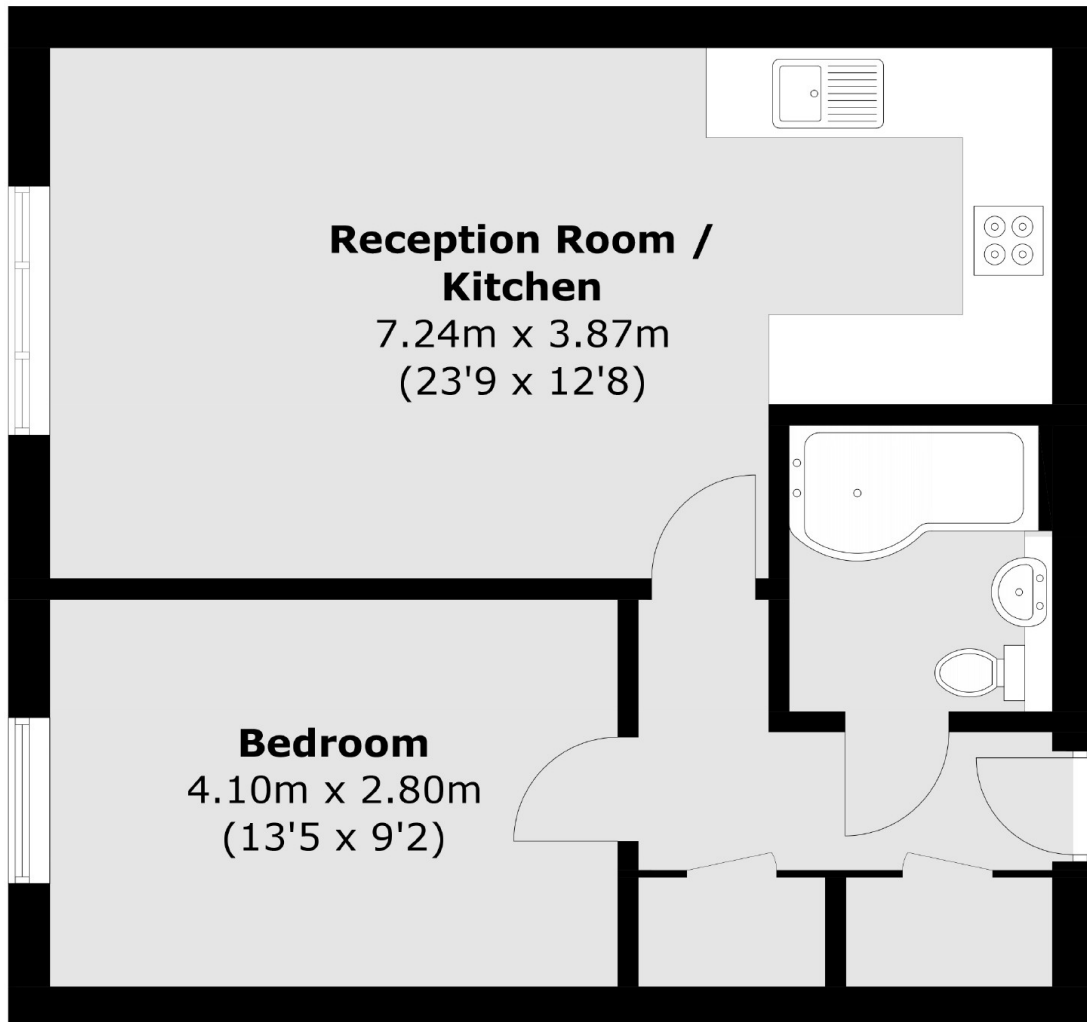 Reception Room /
Kitchen
7.24m x 3.87m
(23'9 x 12'8)
Bedroom
4.10m x 2.80m
(13'5 x 9'2)